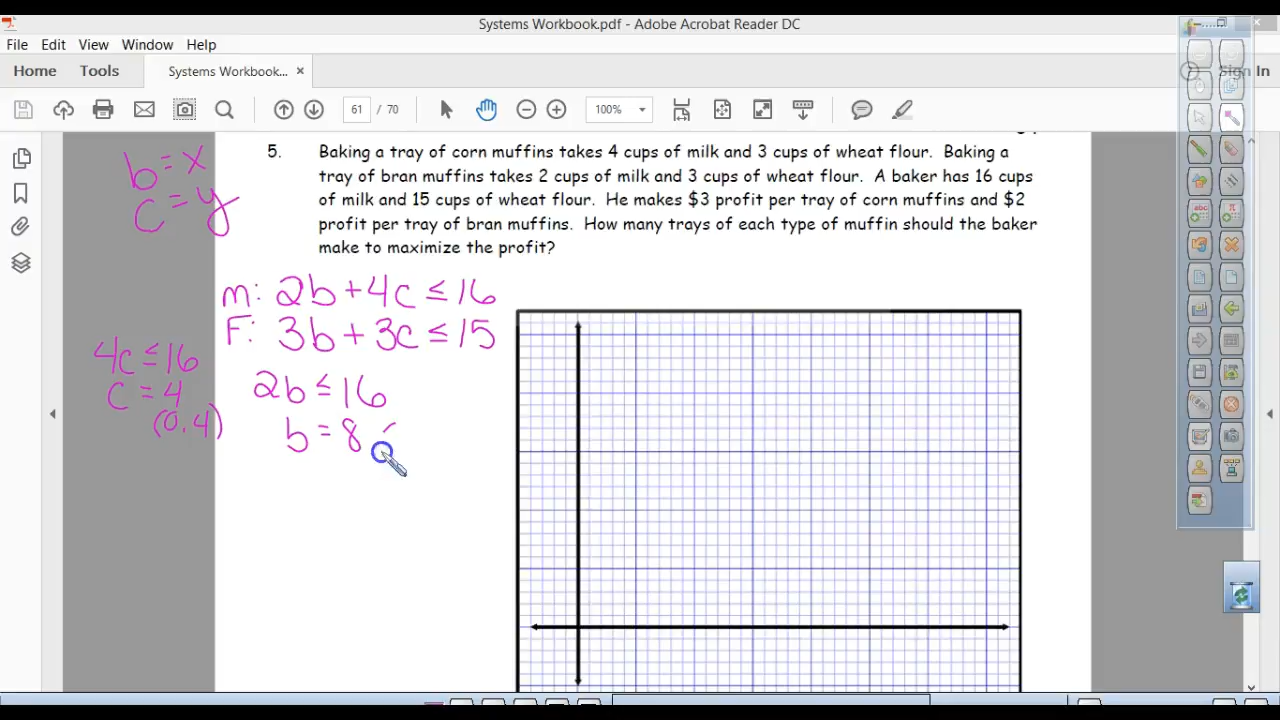 Systems Workbook.pdf - Adobe Acrobat Reader DC
File Edit View Window Help
Home Tools Systems Workbook... × Sign In
61 / 70 100%
5. Baking a tray of corn muffins takes 4 cups of milk and 3 cups of wheat flour. Baking a
tray of bran muffins takes 2 cups of milk and 3 cups of wheat flour. A baker has 16 cups
of milk and 15 cups of wheat flour. He makes $3 profit per tray of corn muffins and $2
profit per tray of bran muffins. How many trays of each type of muffin should the baker
make to maximize the profit?
b = x
c = y
m: 2b + 4c ≤ 16
F: 3b + 3c ≤ 15
4c ≤ 16
c = 4
(0,4)
2b ≤ 16
b = 8
abc
π